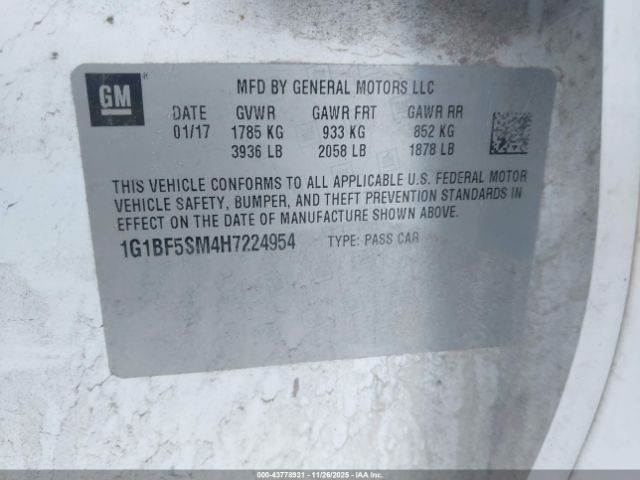 GM
MFD BY GENERAL MOTORS LLC
DATE GVWR GAWR FRT GAWR RR
01/17 1785 KG 933 KG 852 KG
3936 LB 2058 LB 1878 LB
THIS VEHICLE CONFORMS TO ALL APPLICABLE U.S. FEDERAL MOTOR
VEHICLE SAFETY, BUMPER, AND THEFT PREVENTION STANDARDS IN
EFFECT ON THE DATE OF MANUFACTURE SHOWN ABOVE.
1G1BF5SM4H7224954 TYPE: PASS CAR
000-43778931 - 11/26/2025 - IAA Inc.